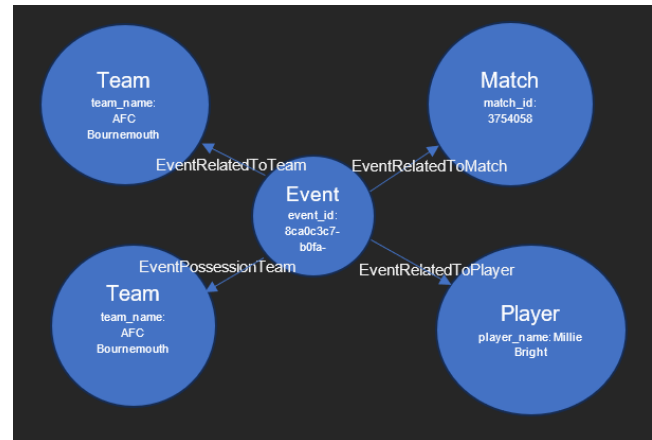 Team
team_name:
AFC
Bournemouth
Match
match_id:
3754058
EventRelatedToTeam
EventRelatedToMatch
Event
event_id:
8ca0c3c7-
b0fa-
EventPossessionTeam
EventRelatedToPlayer
Team
team_name:
AFC
Bournemouth
Player
player_name: Millie
Bright